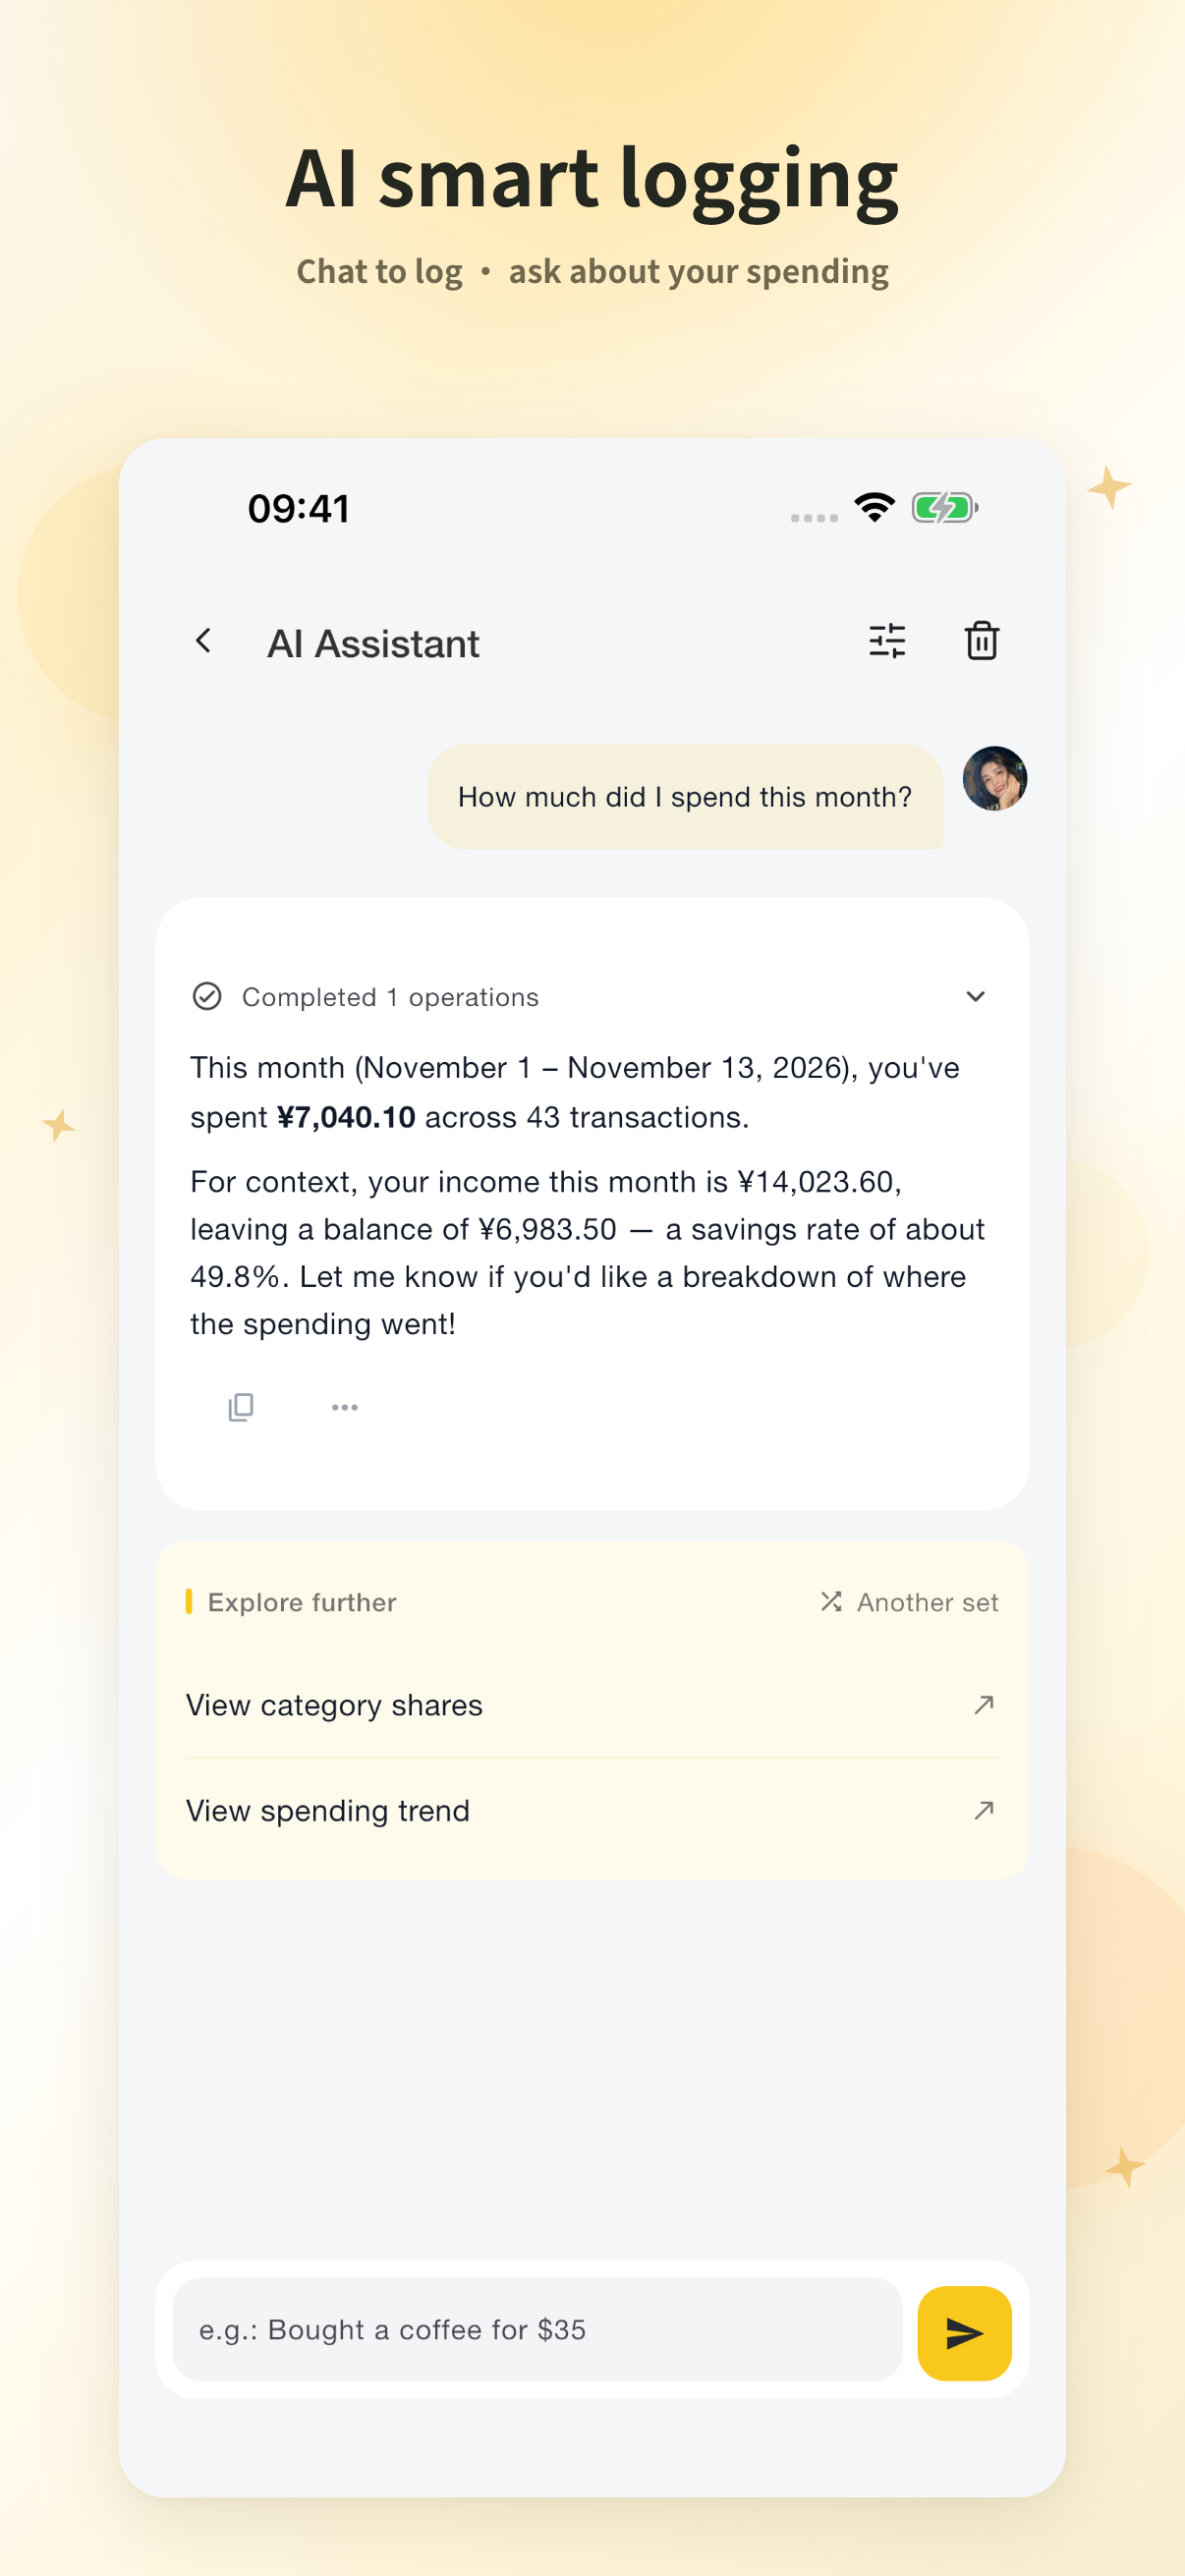 AI smart logging
Chat to log • ask about your spending
09:41
AI Assistant
How much did I spend this month?
Completed 1 operations
This month (November 1 – November 13, 2026), you've
spent ¥7,040.10 across 43 transactions.
For context, your income this month is ¥14,023.60,
leaving a balance of ¥6,983.50 — a savings rate of about
49.8%. Let me know if you'd like a breakdown of where
the spending went!
Explore further
Another set
View category shares
View spending trend
e.g.: Bought a coffee for $35